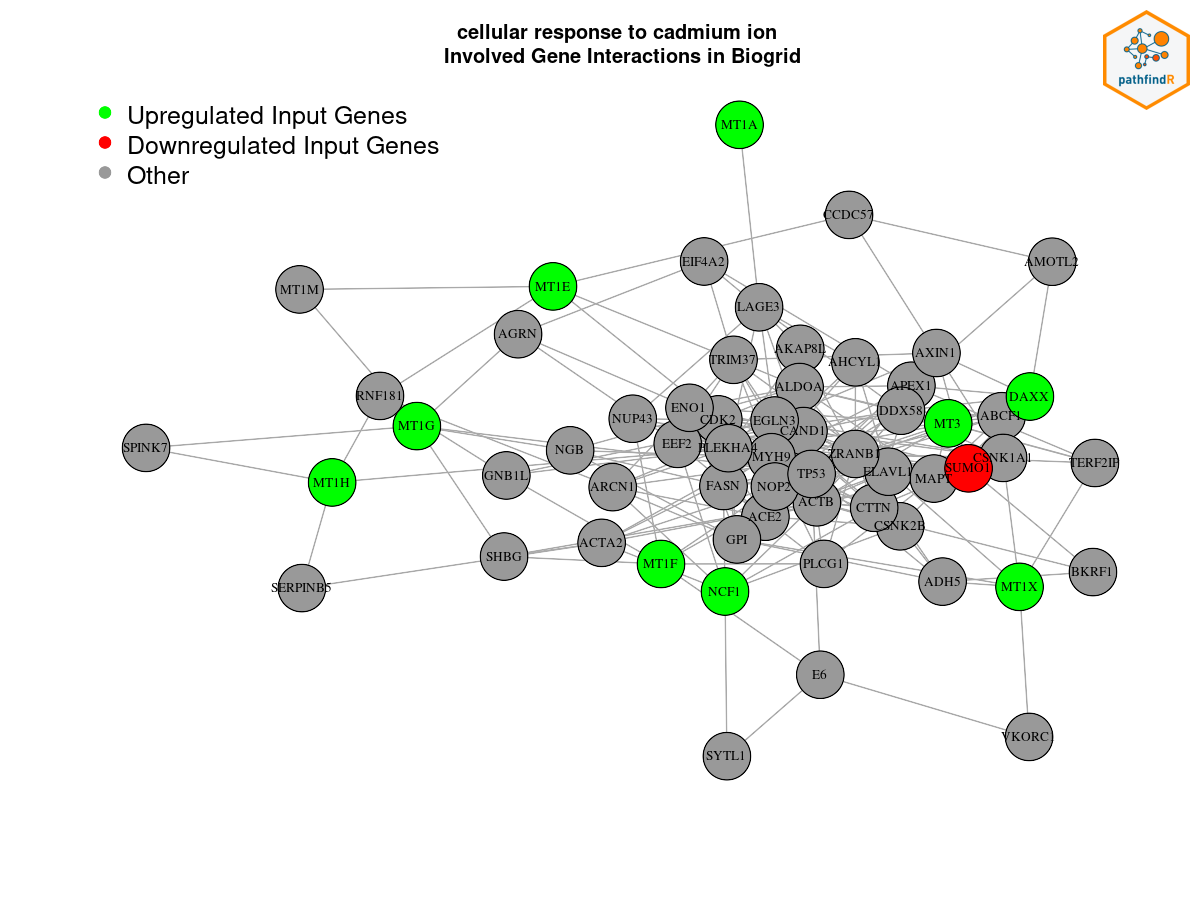 cellular response to cadmium ion
Involved Gene Interactions in Biogrid
pathfindR
Upregulated Input Genes
Downregulated Input Genes
Other
MT1A
CCDC57
EIF4A2
AMOTL2
MT1E
MT1M
LAGE3
AGRN
AKAP8L
AXIN1
TRIM37
AHCYL1
ALDOA
APEX1
RNF181
DAXX
ENO1
DDX58
ABCF1
NUP43
CDK2
EGLN3
MT3
MT1G
CAND1
EEF2
SPINK7
PLEKHA4
NGB
MYH9
ZRANB1
CSNK1A1
TERF2IP
SUMO1
GNB1L
TP53
ELAVL1
MAPT
MT1H
ARCN1
FASN
NOP2
ACTB
CTTN
ACE2
CSNK2B
GPI
ACTA2
SHBG
MT1F
PLCG1
BKRF1
ADH5
MT1X
SERPINB5
NCF1
E6
VKORC1
SYTL1